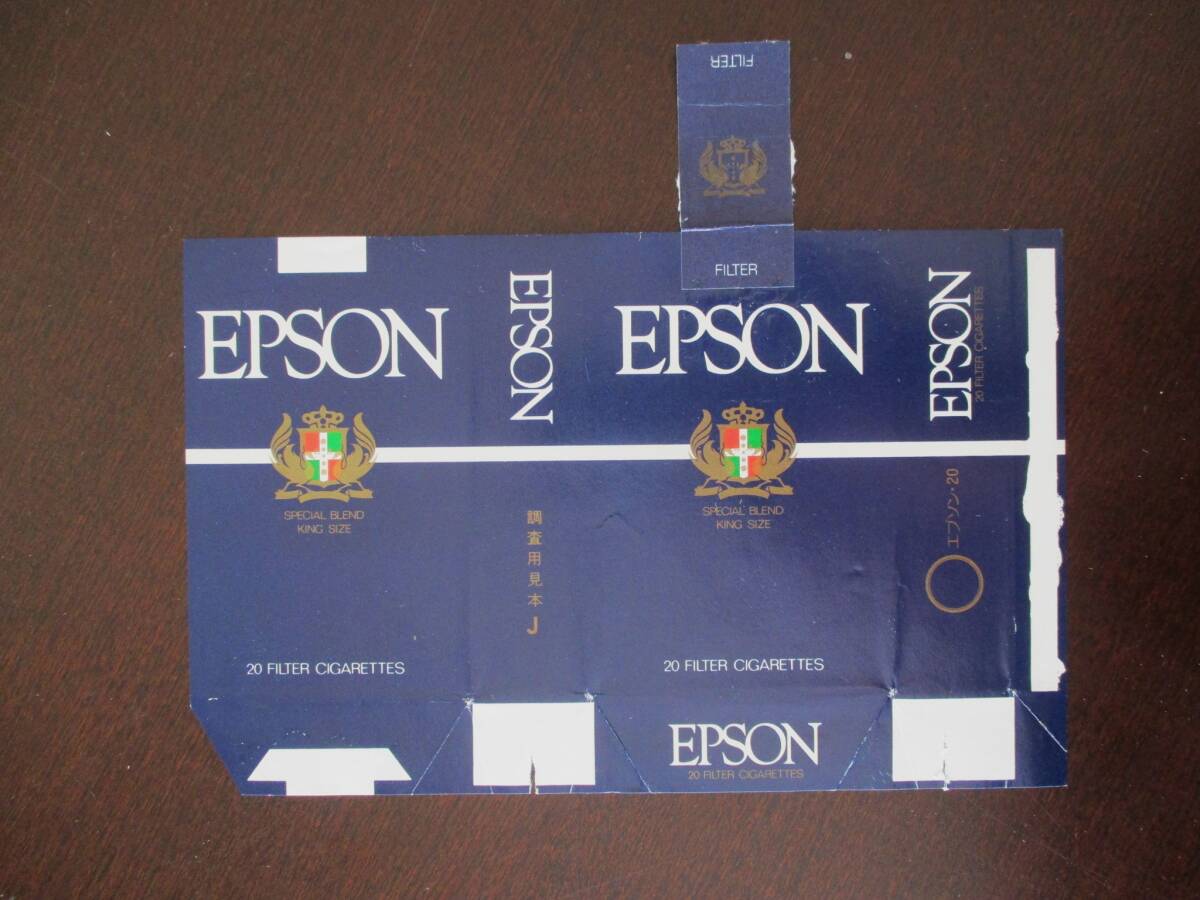 FILTER
FILTER
EPSON
SPECIAL BLEND
KING SIZE
20 FILTER CIGARETTES
EPSON
調査用見本J
EPSON
SPECIAL BLEND
KING SIZE
20 FILTER CIGARETTES
EPSON
20 FILTER CIGARETTES
EPSON
20 FILTER CIGARETTES
エプソン・20